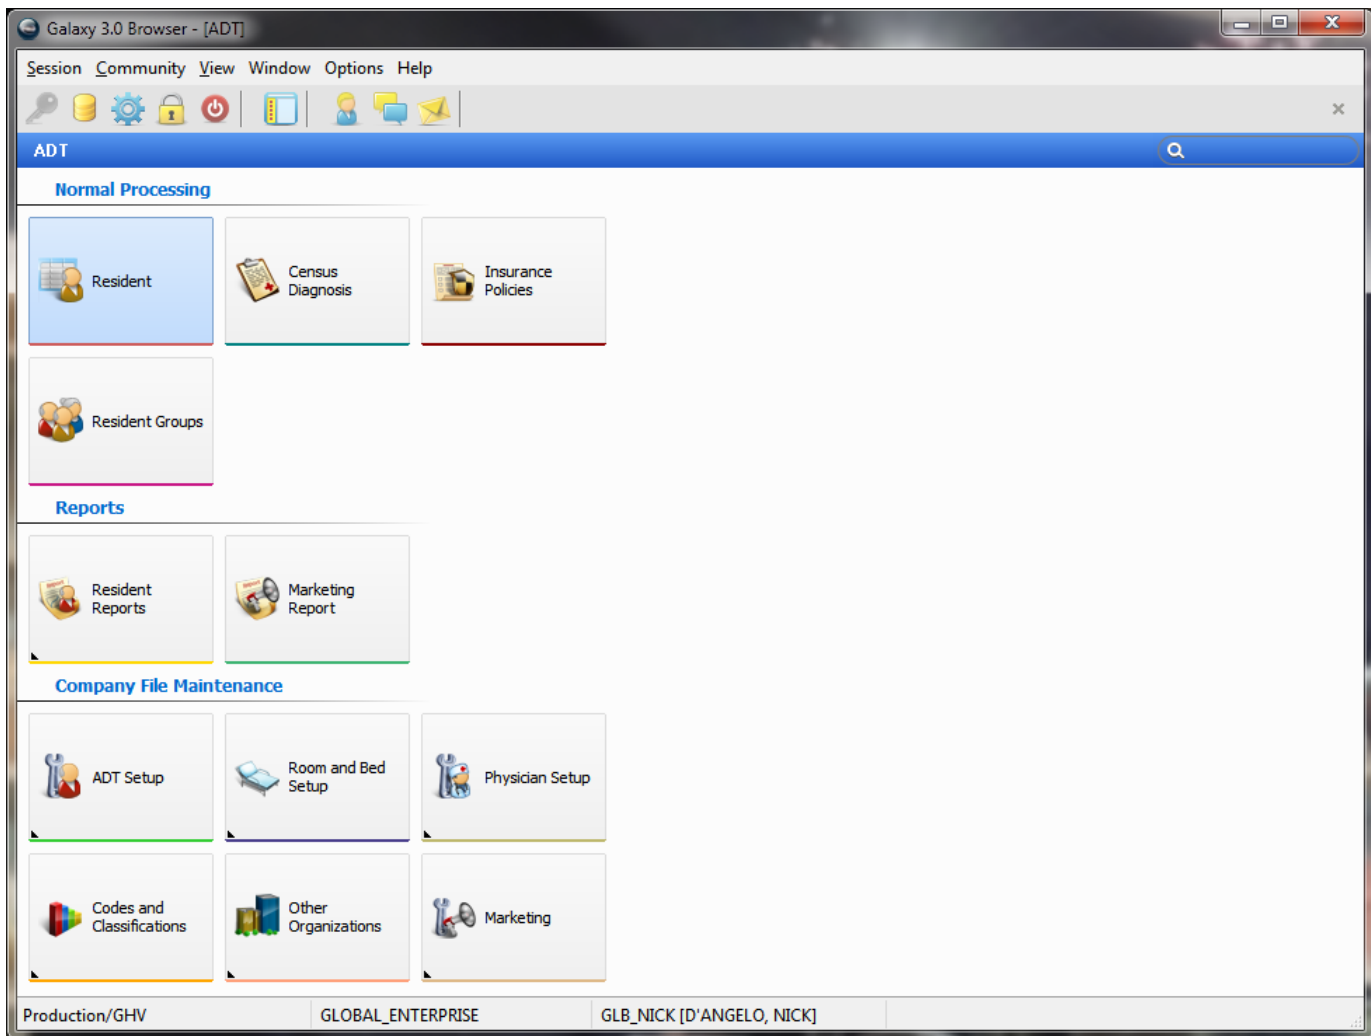 Galaxy 3.0 Browser - [ADT]
Session Community View Window Options Help
ADT
Normal Processing
Resident
Census
Diagnosis
Insurance
Policies
Resident Groups
Reports
Resident
Reports
Marketing
Report
Company File Maintenance
ADT Setup
Room and Bed
Setup
Physician Setup
Codes and
Classifications
Other
Organizations
Marketing
Production/GHV GLOBAL_ENTERPRISE GLB_NICK [D'ANGELO, NICK]